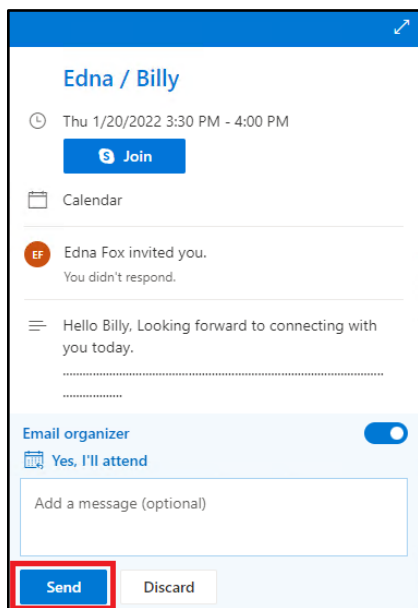 Edna / Billy
Thu 1/20/2022 3:30 PM - 4:00 PM
Join
Calendar
EF
Edna Fox invited you.
You didn't respond.
Hello Billy, Looking forward to connecting with
you today.
................................................................................................
..................
Email organizer
Yes, I'll attend
Add a message (optional)
Send
Discard